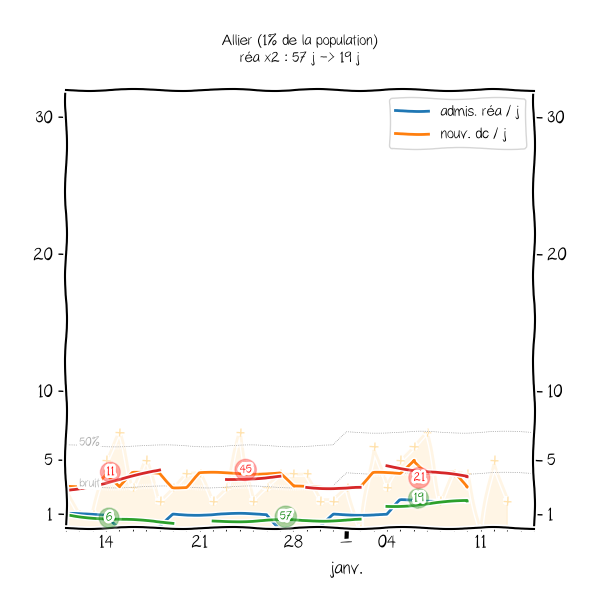 Allier (1% de la population)
réa x2 : 57 j -> 19 j
admis. réa / j
nouv. dc / j
30 30
20 20
10 10
50%
5 5
bruit
1 1
11 45 21
6 57 19
14 21 28 04 11
janv.